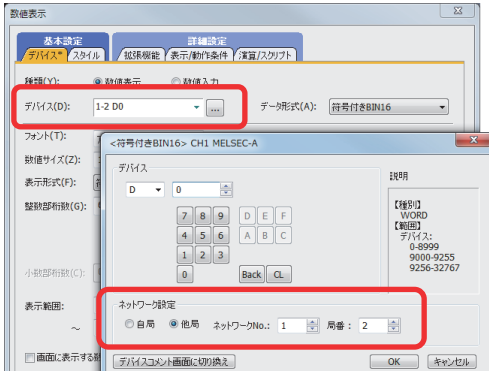 数値表示
基本設定
詳細設定
デバイス*
スタイル
拡張機能
表示/動作条件
演算/スクリプト
種類(Y):
数値表示
数値入力
デバイス(D):
1-2 D0
...
データ形式(A):
符号付きBIN16
フォント(T):
数値サイズ(Z):
表示形式(F):
整数部桁数(G):
小数部桁数(C):
表示範囲:
～
画面に表示する
<符号付きBIN16> CH1 MELSEC-A
デバイス
D
0
7 8 9 D E F
4 5 6 A B C
1 2 3
0 Back CL
説明
【種別】
WORD
【範囲】
デバイス:
0-8999
9000-9255
9256-32767
ネットワーク設定
自局
他局
ネットワークNo.:
1
局番:
2
デバイスコメント画面に切り換え
OK
キャンセル